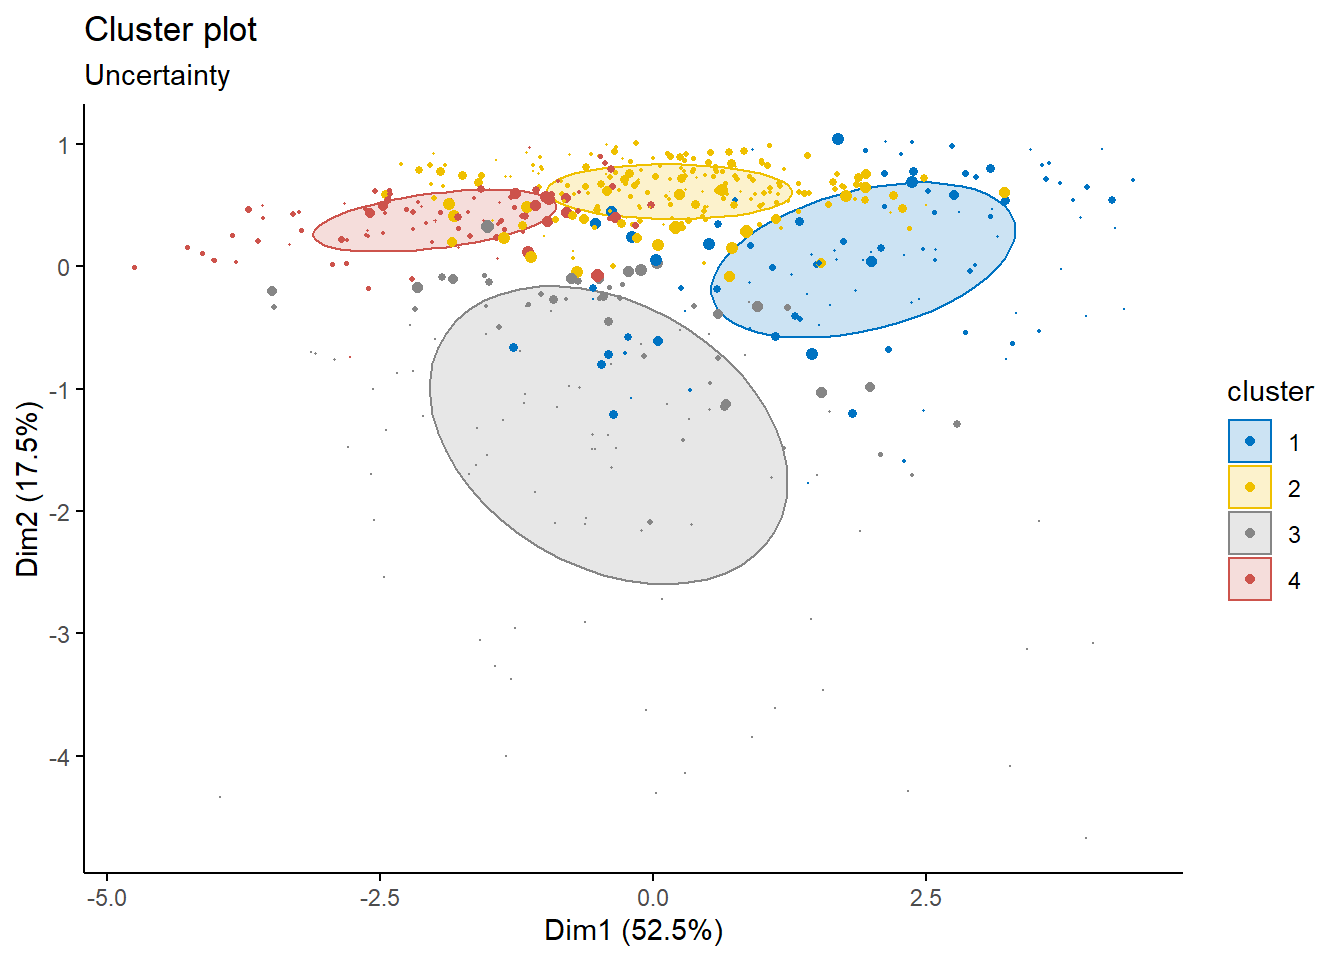 Cluster plot
Uncertainty
1
0
-1
-2
-3
-4
Dim2 (17.5%)
-5.0
-2.5
0.0
2.5
Dim1 (52.5%)
cluster
1
2
3
4